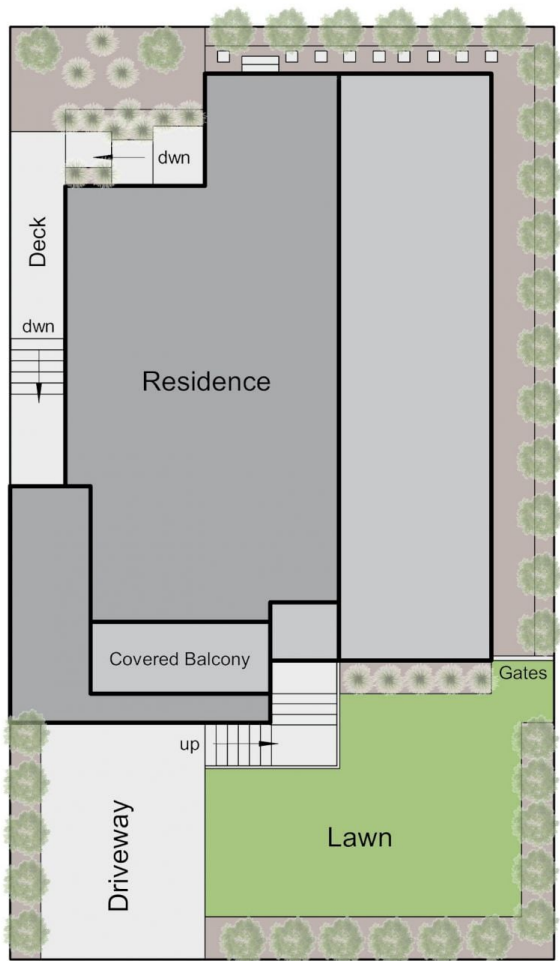 dwn
Deck
dwn
Residence
Covered Balcony
Gates
up
Driveway
Lawn